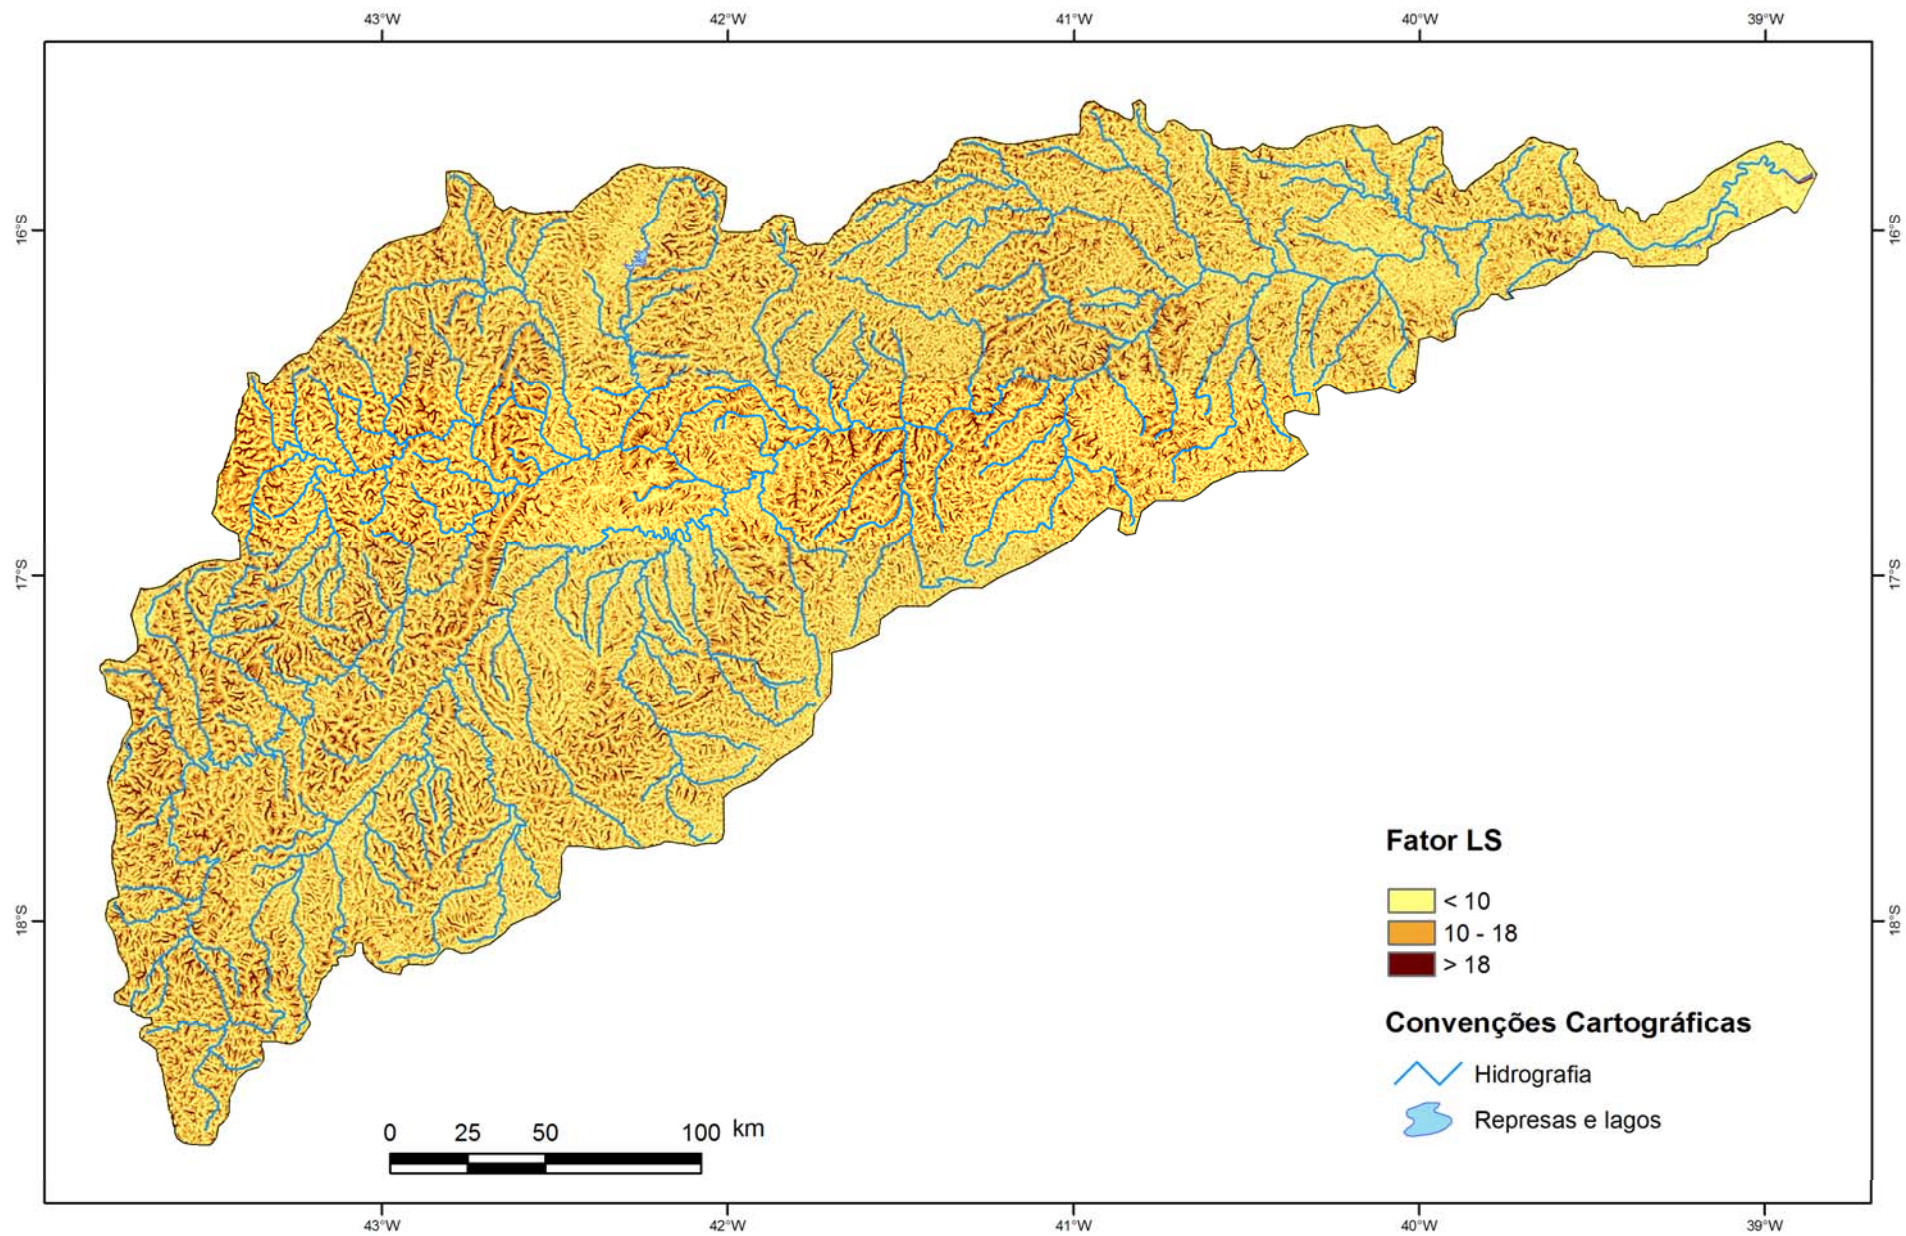 43°W 42°W 41°W 40°W 39°W
16°S 16°S
17°S 17°S
Fator LS
< 10
18°S 10 - 18 18°S
> 18
Convenções Cartográficas
Hidrografia
Represas e lagos
0 25 50 100 km
43°W 42°W 41°W 40°W 39°W